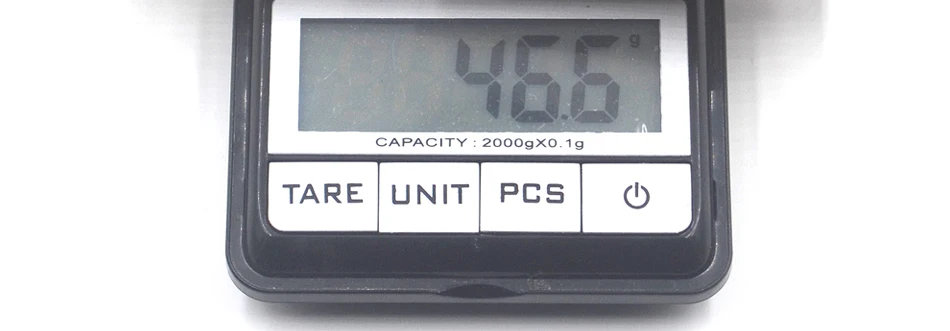 46.6 g
CAPACITY : 2000gX0.1g
TARE UNIT PCS